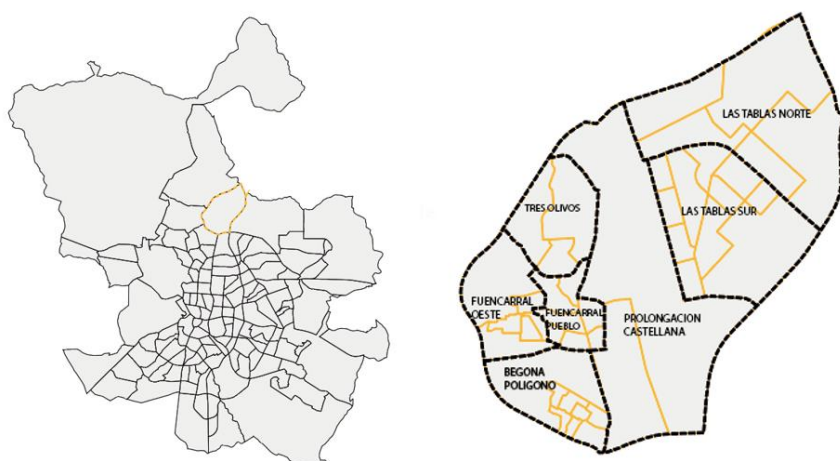 LAS TABLAS NORTE
TRES OLIVOS
LAS TABLAS SUR
FUENCARRAL
OESTE
FUENCARRAL
PUEBLO
PROLONGACION
CASTELLANA
BEGONA
POLIGONO